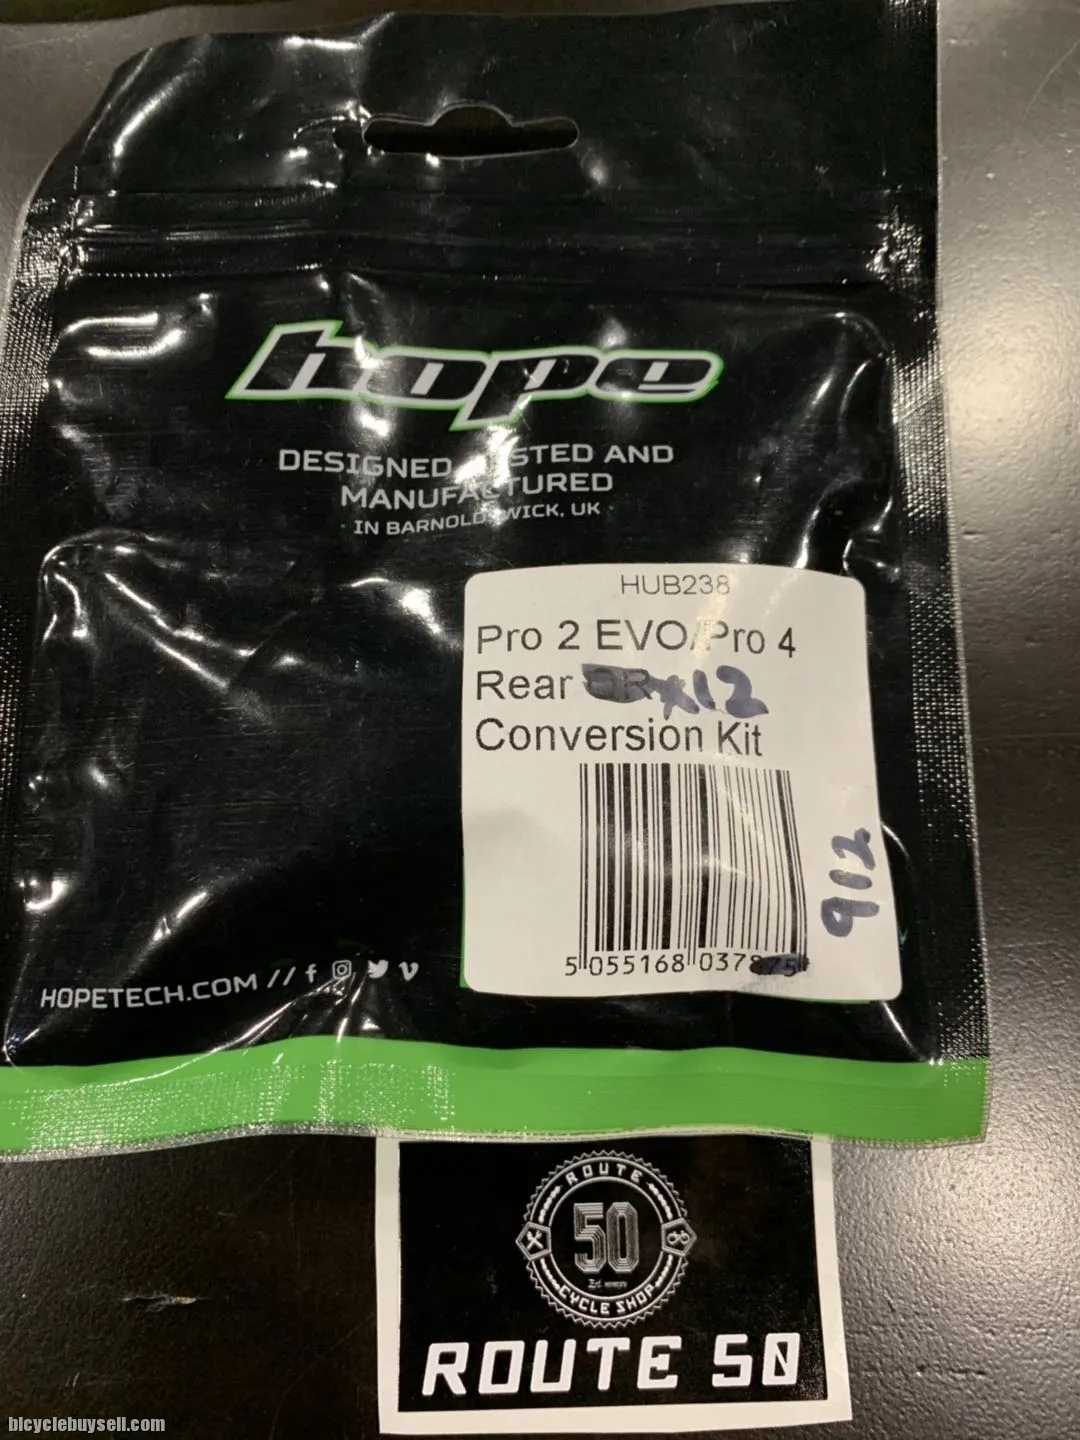 hope
DESIGNED, TESTED AND
MANUFACTURED
· IN BARNOLDSWICK, UK ·
HUB238
Pro 2 EVO/Pro 4
Rear x12
Conversion Kit
912
5 055168 037875
HOPETECH.COM //
ROUTE
50
CYCLE SHOP
ROUTE 50
bicyclebuysell.com